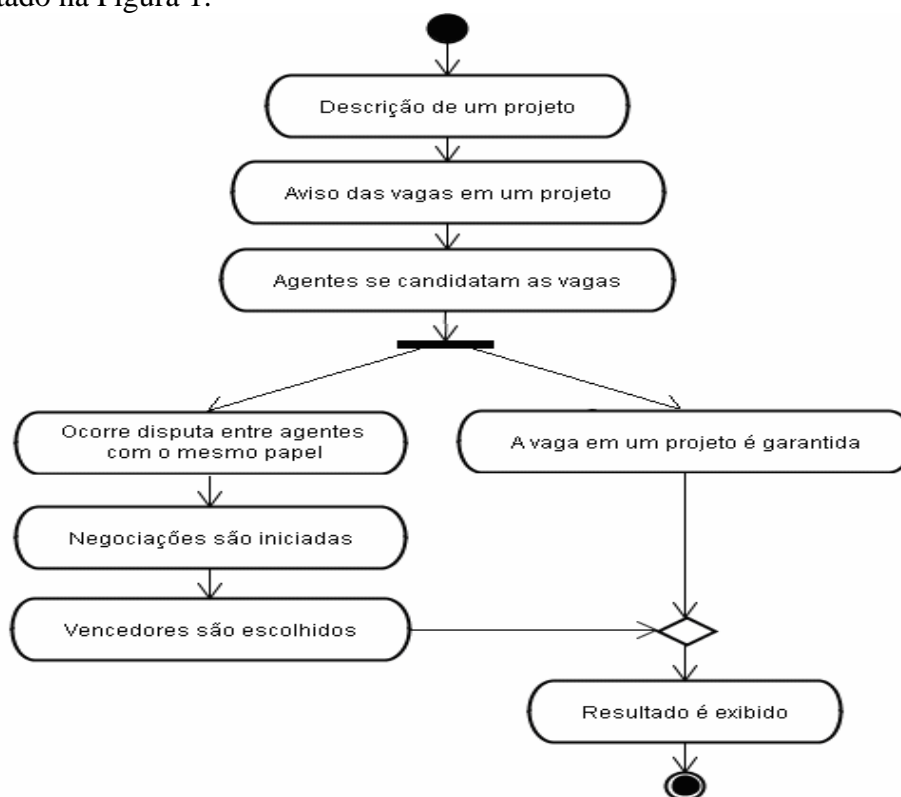 tado na Figura 1.
Descrição de um projeto
Aviso das vagas em um projeto
Agentes se candidatam as vagas
Ocorre disputa entre agentes
com o mesmo papel
A vaga em um projeto é garantida
Negociações são iniciadas
Vencedores são escolhidos
Resultado é exibido